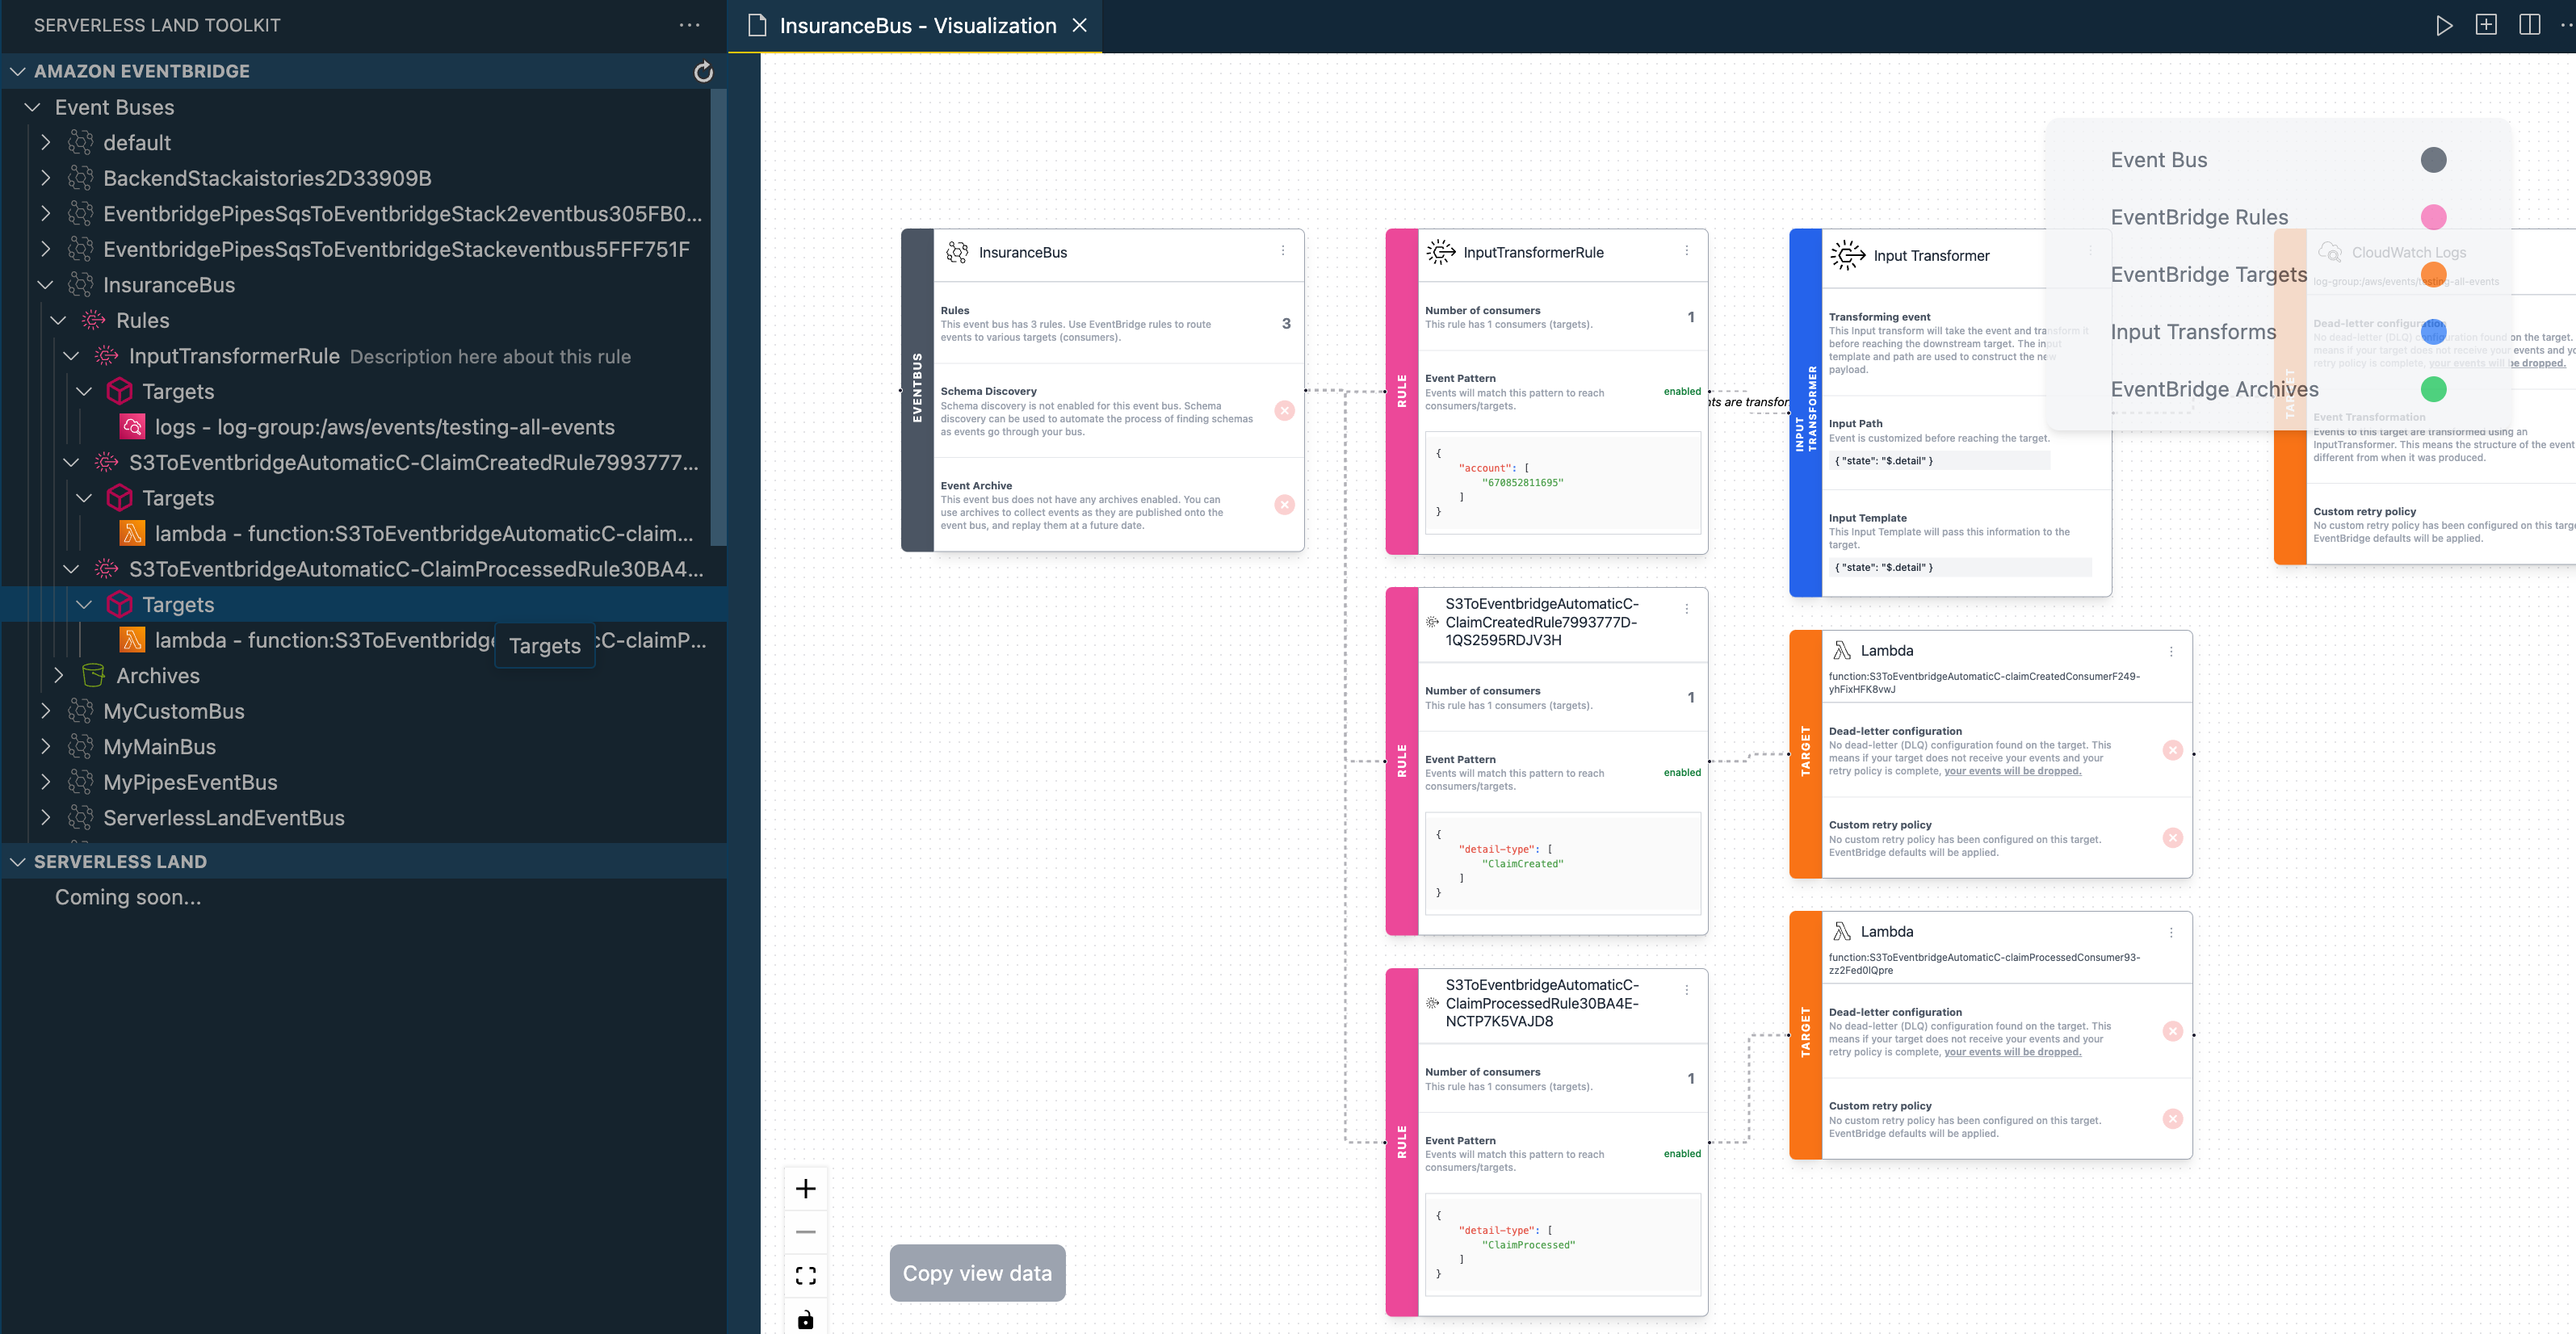 SERVERLESS LAND TOOLKIT
AMAZON EVENTBRIDGE
Event Buses
default
BackendStackaistories2D33909B
EventbridgePipesSqsToEventbridgeStack2eventbus305FB0...
EventbridgePipesSqsToEventbridgeStackeventbus5FFF751F
InsuranceBus
Rules
InputTransformerRule Description here about this rule
Targets
logs - log-group:/aws/events/testing-all-events
S3ToEventbridgeAutomaticC-ClaimCreatedRule7993777...
Targets
lambda - function:S3ToEventbridgeAutomaticC-claim...
S3ToEventbridgeAutomaticC-ClaimProcessedRule30BA4...
Targets
lambda - function:S3ToEventbridge
cC-claimP...
Targets
Archives
MyCustomBus
MyMainBus
MyPipesEventBus
ServerlessLandEventBus
SERVERLESS LAND
Coming soon...
InsuranceBus - Visualization
EVENTBUS
InsuranceBus
Rules
This event bus has 3 rules. Use EventBridge rules to route
events to various targets (consumers).
3
Schema Discovery
Schema discovery is not enabled for this event bus. Schema
discovery can be used to automate the process of finding schemas
as events go through your bus.
Event Archive
This event bus does not have any archives enabled. You can
use archives to collect events as they are published onto the
event bus, and replay them at a future date.
RULE
InputTransformerRule
Number of consumers
This rule has 1 consumers (targets).
1
Event Pattern
Events will match this pattern to reach
consumers/targets.
enabled
{
"account": [
"670852811695"
]
}
nts are transfor
RULE
S3ToEventbridgeAutomaticC-
ClaimCreatedRule7993777D-
1QS2595RDJV3H
Number of consumers
This rule has 1 consumers (targets).
1
Event Pattern
Events will match this pattern to reach
consumers/targets.
enabled
{
"detail-type": [
"ClaimCreated"
]
}
RULE
S3ToEventbridgeAutomaticC-
ClaimProcessedRule30BA4E-
NCTP7K5VAJD8
Number of consumers
This rule has 1 consumers (targets).
1
Event Pattern
Events will match this pattern to reach
consumers/targets.
enabled
{
"detail-type": [
"ClaimProcessed"
]
}
INPUT
TRANSFORMER
Input Transformer
Transforming event
This Input transform will take the event and transform it
before reaching the downstream target. The input
template and path are used to construct the new
payload.
Input Path
Event is customized before reaching the target.
{ "state": "$.detail" }
Input Template
This Input Template will pass this information to the
target.
{ "state": "$.detail" }
TARGET
Lambda
function:S3ToEventbridgeAutomaticC-claimCreatedConsumerF249-
yhFixHFK8vwJ
Dead-letter configuration
No dead-letter (DLQ) configuration found on the target. This
means if your target does not receive your events and your
retry policy is complete, your events will be dropped.
Custom retry policy
No custom retry policy has been configured on this target.
EventBridge defaults will be applied.
TARGET
Lambda
function:S3ToEventbridgeAutomaticC-claimProcessedConsumer93-
zz2Fed0lQpre
Dead-letter configuration
No dead-letter (DLQ) configuration found on the target. This
means if your target does not receive your events and your
retry policy is complete, your events will be dropped.
Custom retry policy
No custom retry policy has been configured on this target.
EventBridge defaults will be applied.
Event Bus
EventBridge Rules
EventBridge Targets
Input Transforms
EventBridge Archives
CloudWatch Logs
log-group:/aws/events/testing-all-events
Dead-letter configuration
No dead-letter (DLQ) configuration found on the target.
means if your target does not receive your events and yo
retry policy is complete, your events will be dropped.
Event Transformation
Events to this target are transformed using an
InputTransformer. This means the structure of the event
different from when it was produced.
Custom retry policy
No custom retry policy has been configured on this targe
EventBridge defaults will be applied.
Copy view data